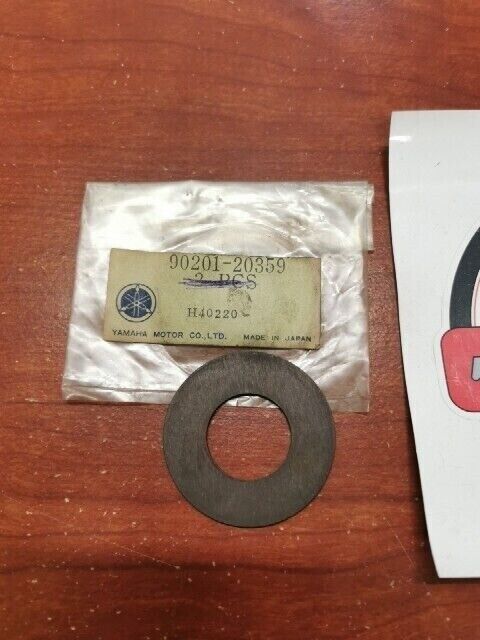 90201-20359
2 PCS
H40220
YAMAHA MOTOR CO., LTD. MADE IN JAPAN